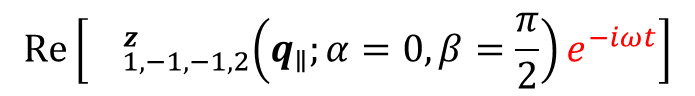 Re[ z 1,-1,-1,2 (q∥; α = 0, β = π/2) e^{-iωt}]